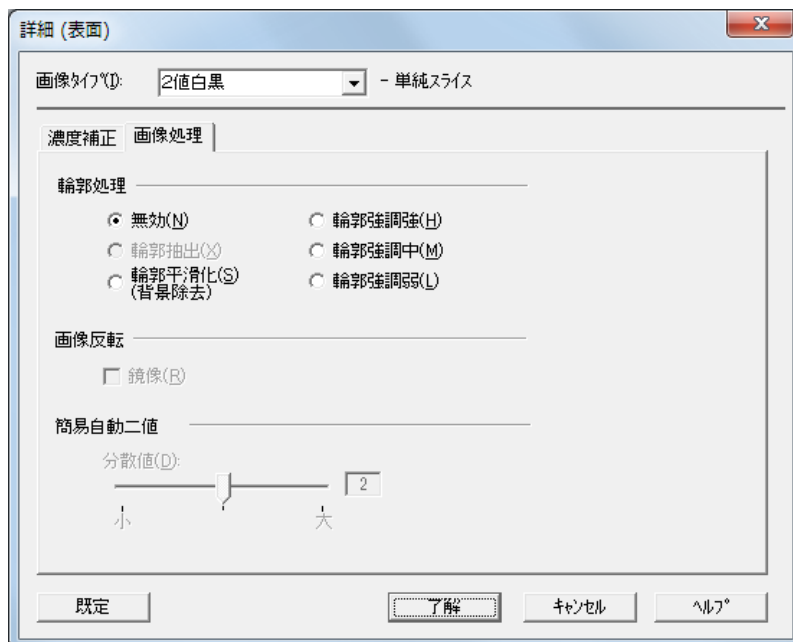 詳細 (表面)
画像タイプ(I): 2値白黒 - 単純スライス
濃度補正 画像処理
輪郭処理
無効(N) 輪郭強調強(H)
輪郭抽出(X) 輪郭強調中(M)
輪郭平滑化(S)
(背景除去) 輪郭強調弱(L)
画像反転
鏡像(R)
簡易自動二値
分散値(D):
2
小 大
既定 了解 キャンセル ヘルプ